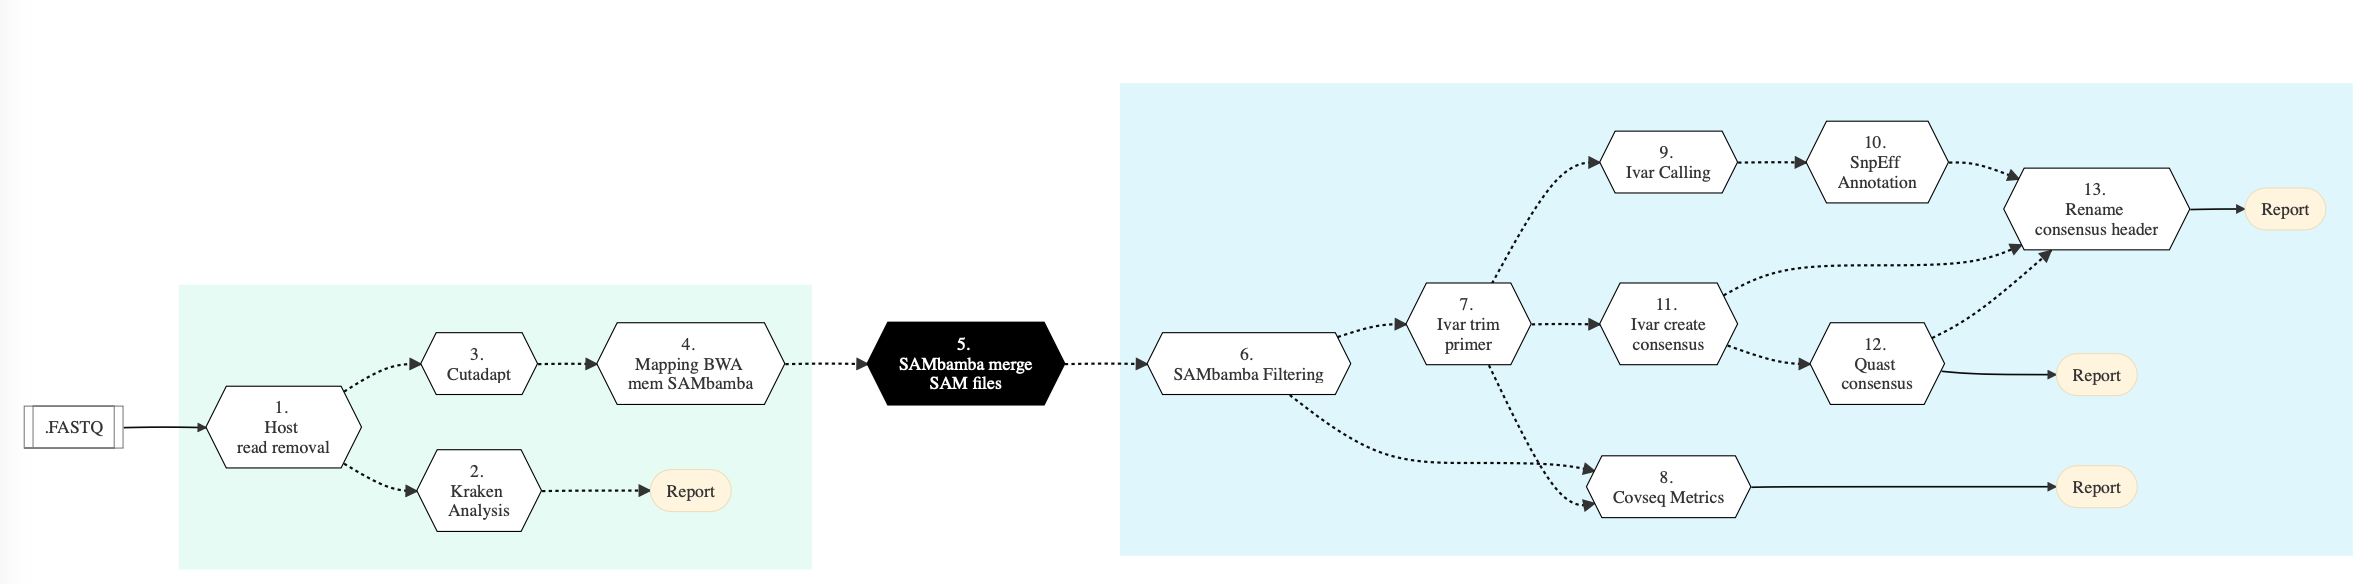 .FASTQ
1.
Host
read removal
2.
Kraken
Analysis
Report
3.
Cutadapt
4.
Mapping BWA
mem SAMbamba
5.
SAMbamba merge
SAM files
6.
SAMbamba Filtering
7.
Ivar trim
primer
8.
Covseq Metrics
Report
9.
Ivar Calling
10.
SnpEff
Annotation
11.
Ivar create
consensus
12.
Quast
consensus
Report
13.
Rename
consensus header
Report